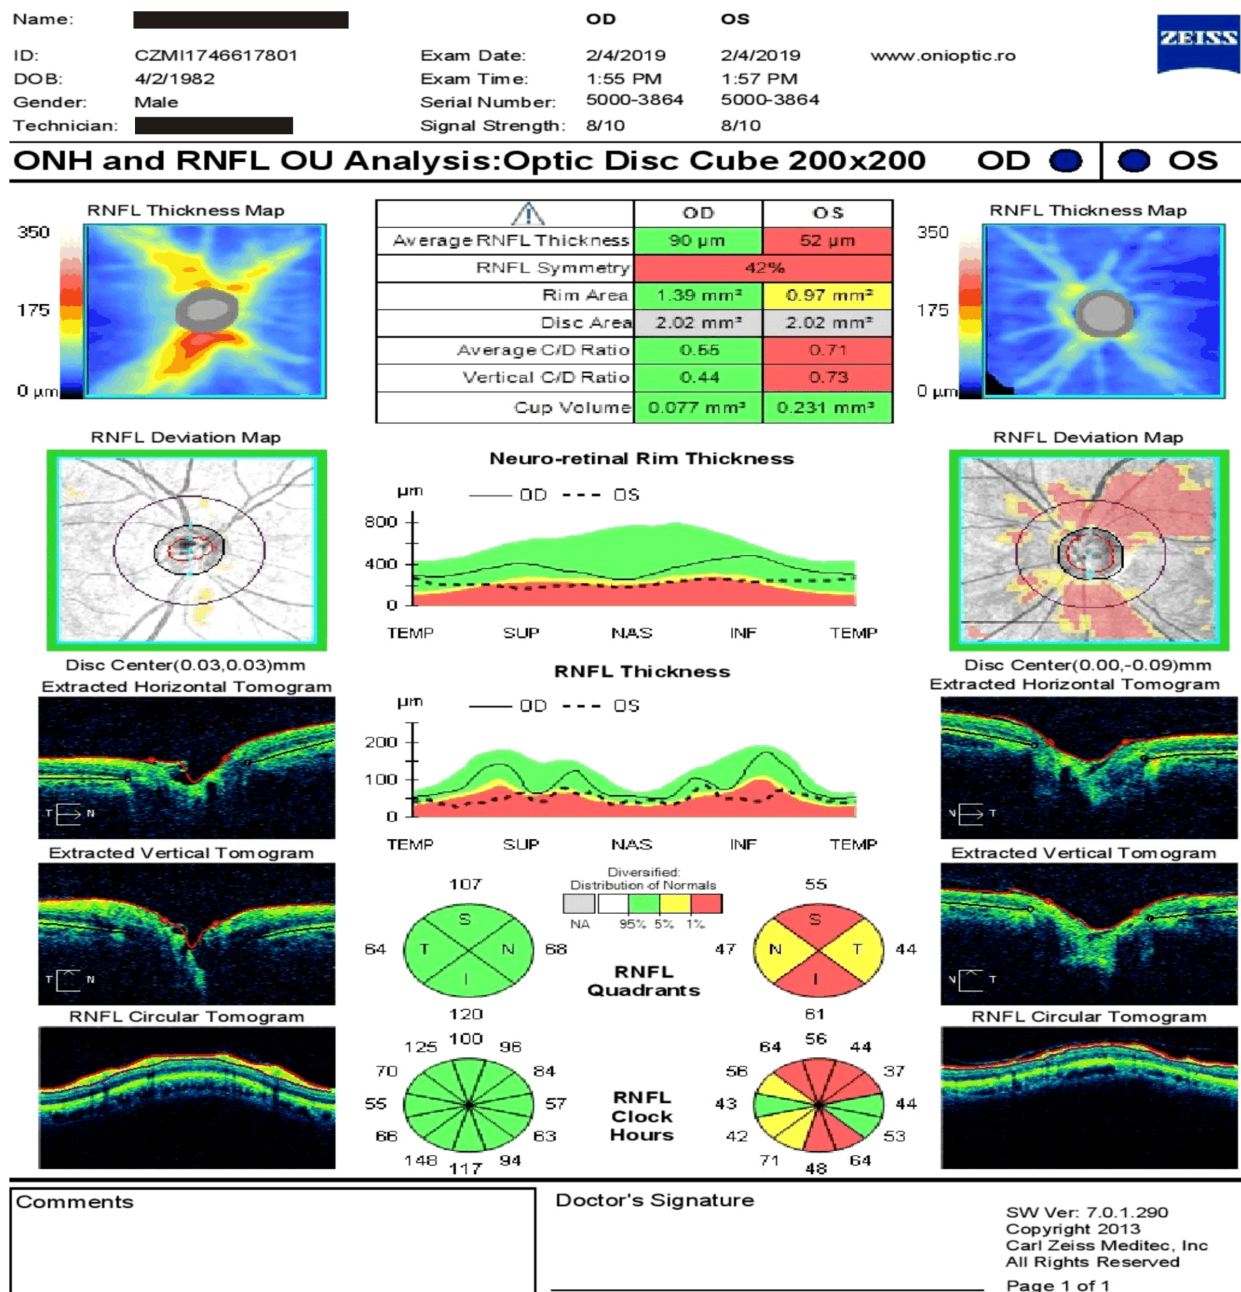 Name: OD OS
ZEISS
ID: CZMI1746617801 Exam Date: 2/4/2019 2/4/2019 www.onioptic.ro
DOB: 4/2/1982 Exam Time: 1:55 PM 1:57 PM
Gender: Male Serial Number: 5000-3864 5000-3864
Technician: Signal Strength: 8/10 8/10
ONH and RNFL OU Analysis:Optic Disc Cube 200x200 OD OS
RNFL Thickness Map
350
175
0 µm
OD OS
Average RNFL Thickness 90 µm 52 µm
RNFL Symmetry 42%
Rim Area 1.39 mm² 0.97 mm²
Disc Area 2.02 mm² 2.02 mm²
Average C/D Ratio 0.55 0.71
Vertical C/D Ratio 0.44 0.73
Cup Volume 0.077 mm³ 0.231 mm³
RNFL Thickness Map
350
175
0 µm
RNFL Deviation Map
Disc Center(0.03,0.03)mm
Neuro-retinal Rim Thickness
µm OD OS
800
400
0
TEMP SUP NAS INF TEMP
RNFL Deviation Map
Disc Center(0.00,-0.09)mm
Extracted Horizontal Tomogram
T N
RNFL Thickness
µm OD OS
200
100
0
TEMP SUP NAS INF TEMP
Extracted Horizontal Tomogram
N T
Extracted Vertical Tomogram
T N
Extracted Vertical Tomogram
N T
Diversified:
Distribution of Normals
NA 95% 5% 1%
107
S
64 T N 68
I
120
RNFL
Quadrants
55
S
47 N T 44
I
61
RNFL Circular Tomogram
RNFL Circular Tomogram
125 100 96
70 84
55 57
66 63
148 117 94
RNFL
Clock
Hours
64 56 44
56 37
43 44
42 53
71 48 64
Comments
Doctor's Signature
SW Ver: 7.0.1.290
Copyright 2013
Carl Zeiss Meditec, Inc
All Rights Reserved
Page 1 of 1